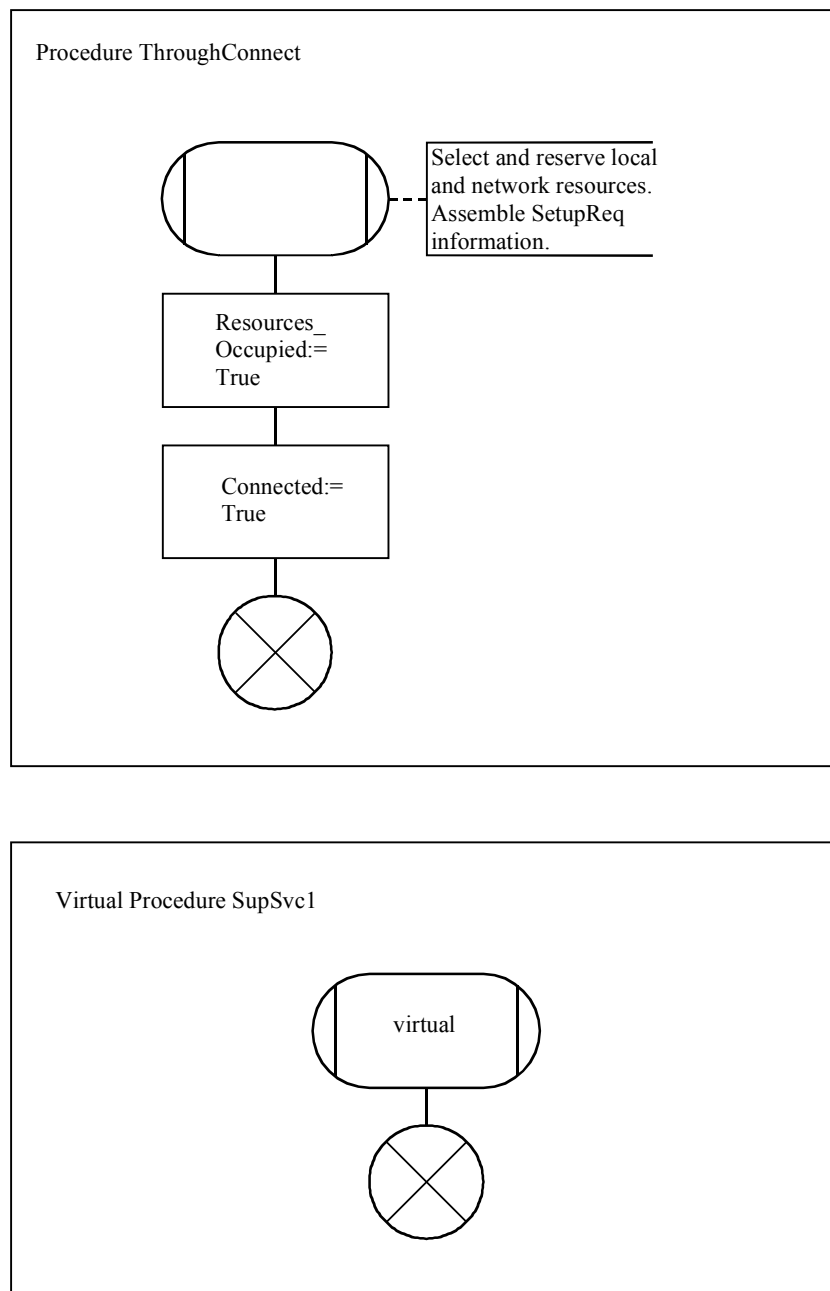 Procedure ThroughConnect
Select and reserve local
and network resources.
Assemble SetupReq
information.
Resources_
Occupied:=
True
Connected:=
True
Virtual Procedure SupSvc1
virtual